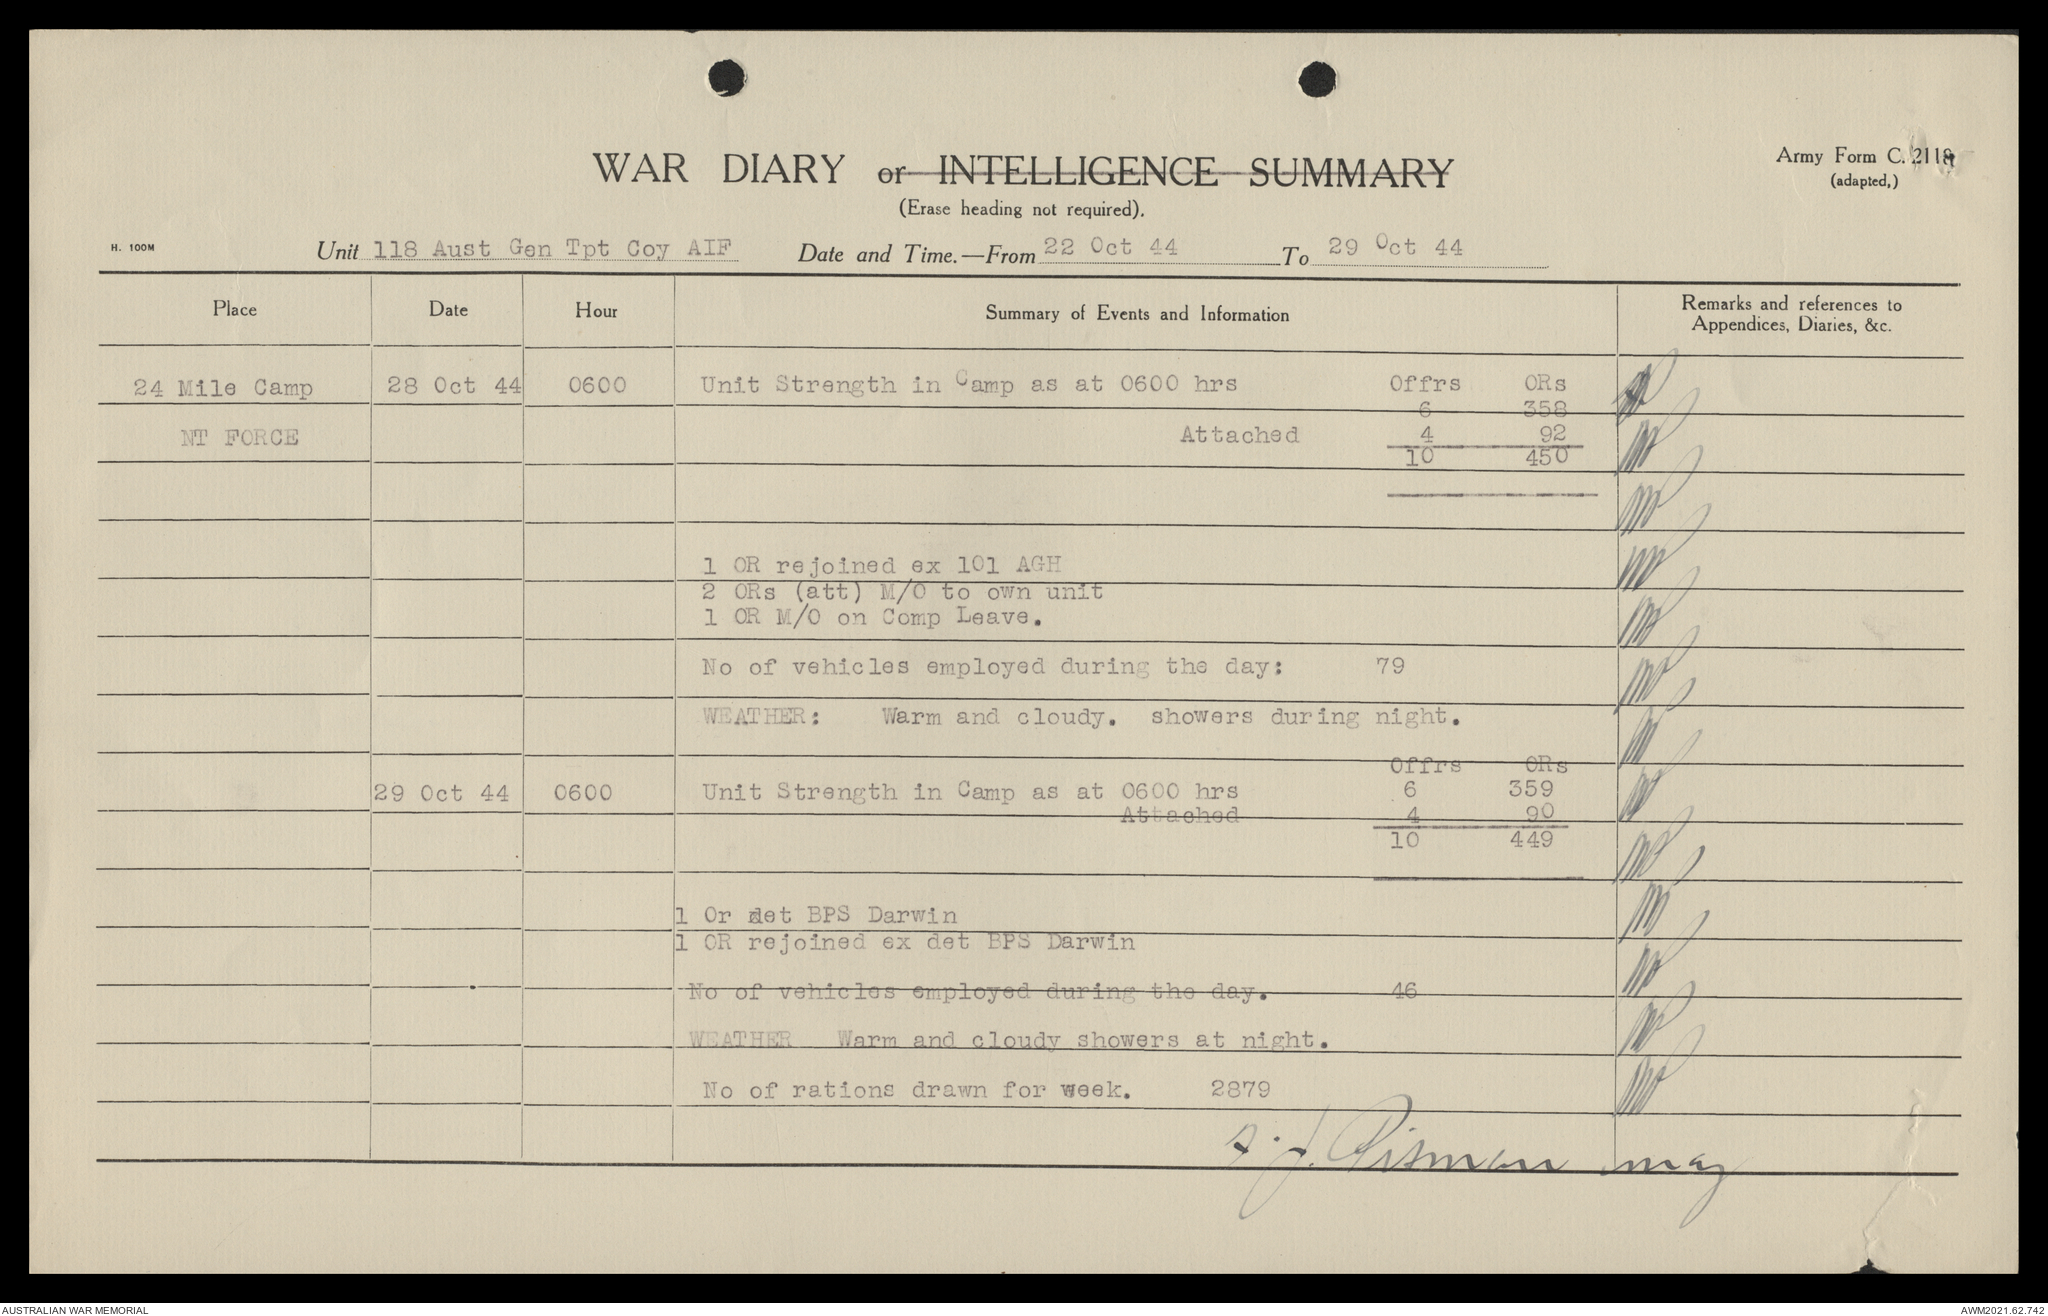 WAR DIARY or INTELLIGENCE SUMMARY
(Erase heading not required).
Army Form C. 2118
(adapted,)
H. 100M
Unit 118 Aust Gen Tpt Coy AIF Date and Time.—From 22 Oct 44 To 29 Oct 44
Place Date Hour Summary of Events and Information Remarks and references to
Appendices, Diaries, &c.
24 Mile Camp 28 Oct 44 0600 Unit Strength in Camp as at 0600 hrs Offrs ORs
6 358
NT FORCE Attached 4 92
10 450
1 OR rejoined ex 101 AGH
2 ORs (att) M/O to own unit
1 OR M/O on Comp Leave.
No of vehicles employed during the day: 79
WEATHER: Warm and cloudy. showers during night.
Offrs ORs
29 Oct 44 0600 Unit Strength in Camp as at 0600 hrs 6 359
Attached 4 90
10 449
1 Or det BPS Darwin
1 OR rejoined ex det BPS Darwin
No of vehicles employed during the day. 46
WEATHER Warm and cloudy showers at night.
No of rations drawn for week. 2879
maj
AUSTRALIAN WAR MEMORIAL
AWM2021.62.742